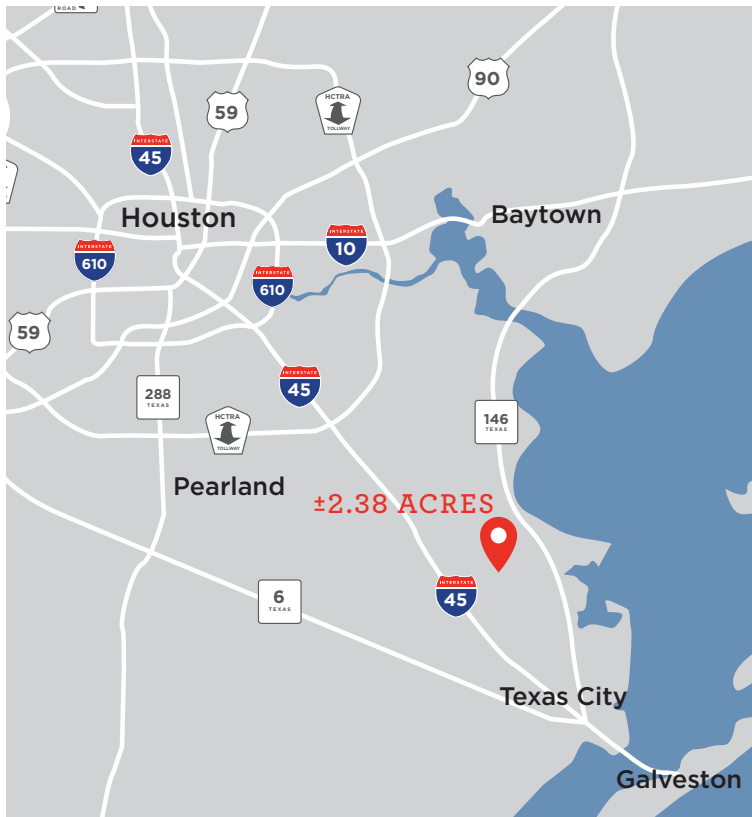 ROAD
90
HCTRA
TOLLWAY
59
INTERSTATE
45
Houston
Baytown
INTERSTATE
10
INTERSTATE
610
INTERSTATE
610
59
INTERSTATE
45
288
TEXAS
HCTRA
TOLLWAY
146
TEXAS
Pearland
±2.38 ACRES
INTERSTATE
45
6
TEXAS
Texas City
Galveston